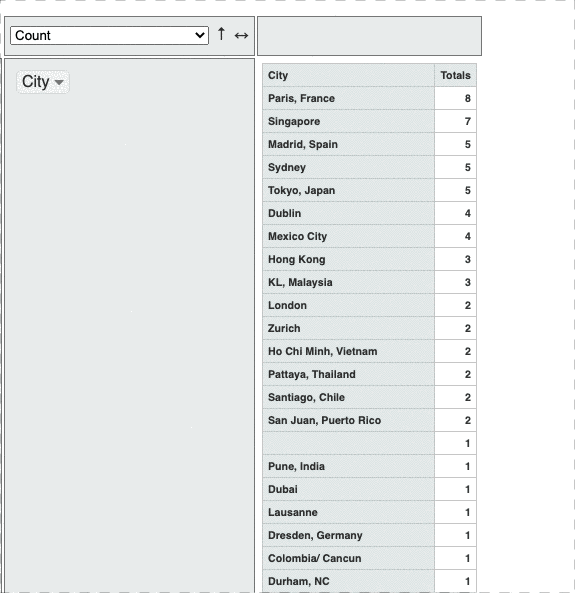 Count ↑ ↔
City
City Totals
Paris, France 8
Singapore 7
Madrid, Spain 5
Sydney 5
Tokyo, Japan 5
Dublin 4
Mexico City 4
Hong Kong 3
KL, Malaysia 3
London 2
Zurich 2
Ho Chi Minh, Vietnam 2
Pattaya, Thailand 2
Santiago, Chile 2
San Juan, Puerto Rico 2
1
Pune, India 1
Dubai 1
Lausanne 1
Dresden, Germany 1
Colombia/ Cancun 1
Durham, NC 1